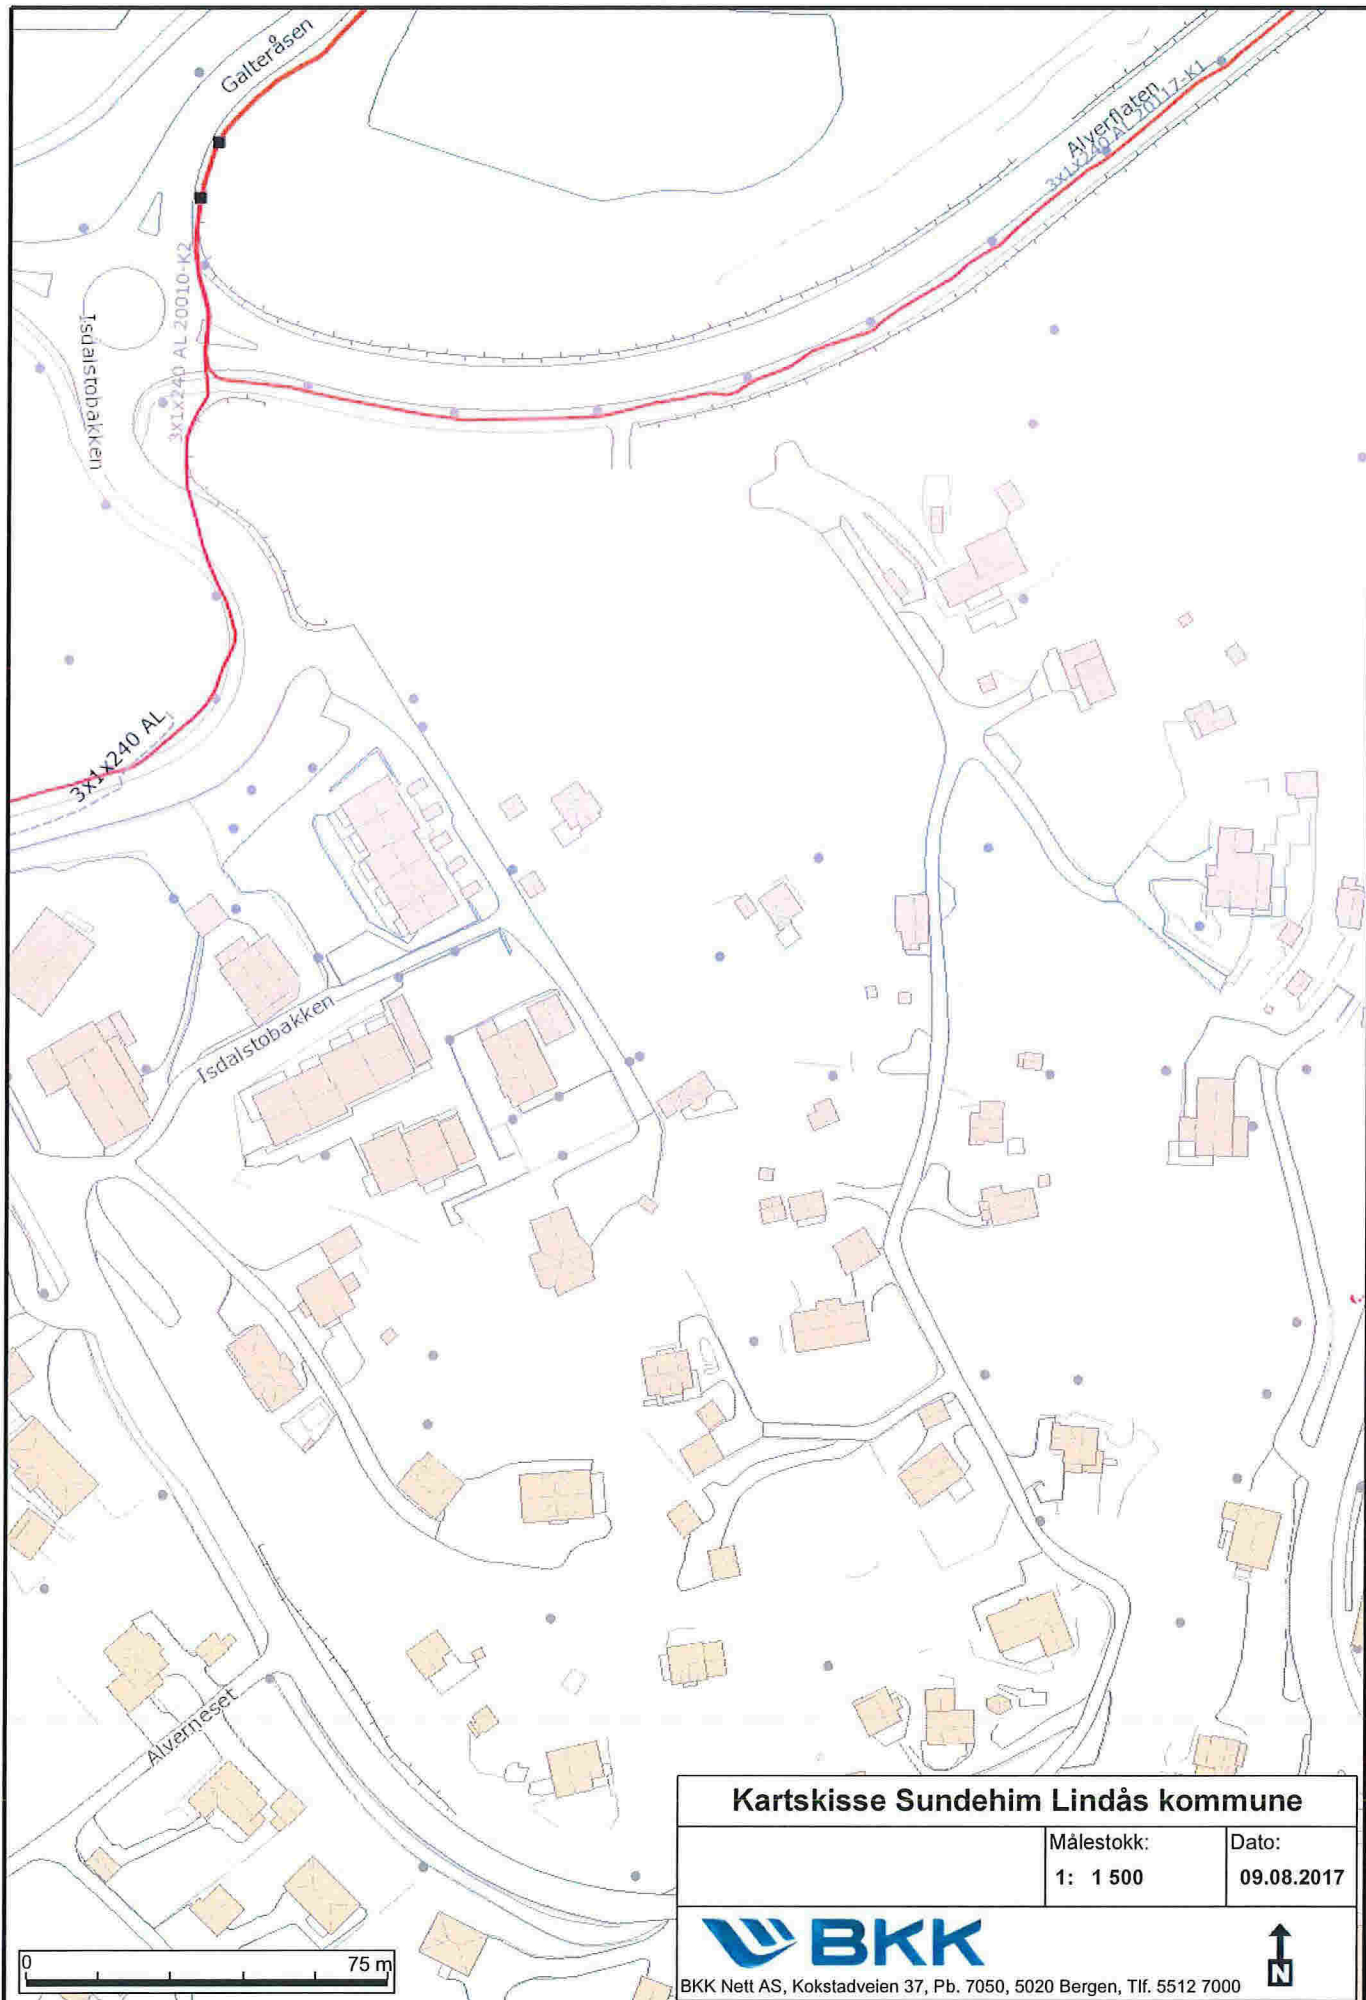 Galteråsen
Alverflaten
3x1x240 AL 20117-K1
3x1x240 AL 20010-K2
Isdalstobakken
3x1x240 AL
Isdalstobakken
Alverneset
Kartskisse Sundehim Lindås kommune
Målestokk:
1: 1 500
Dato:
09.08.2017
BKK
N
BKK Nett AS, Kokstadveien 37, Pb. 7050, 5020 Bergen, Tlf. 5512 7000
0 75 m